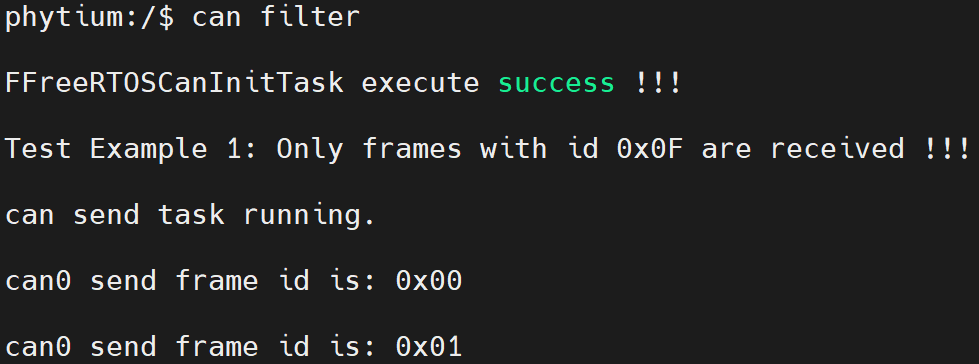 phytium:/$ can filter
FFreeRTOSCanInitTask execute success !!!
Test Example 1: Only frames with id 0x0F are received !!!
can send task running.
can0 send frame id is: 0x00
can0 send frame id is: 0x01